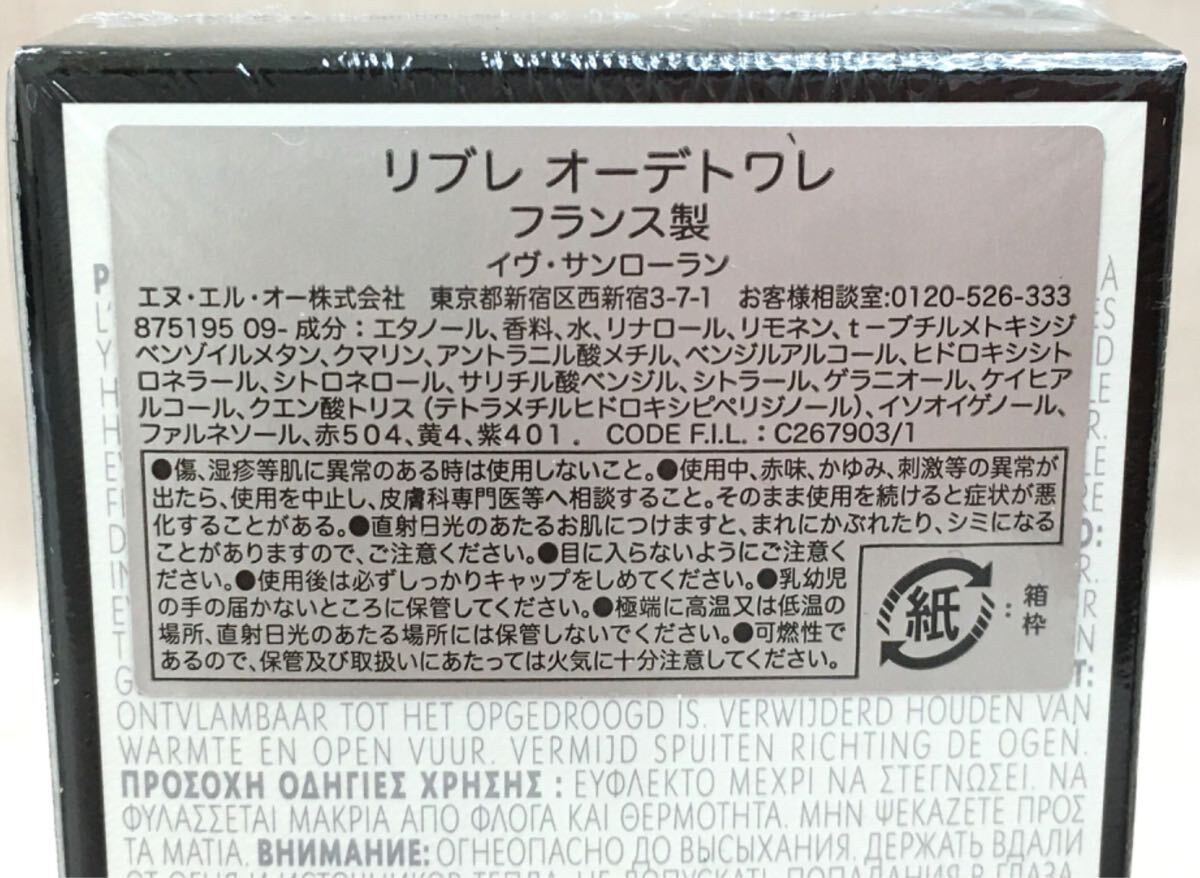 リブレ オーデトワレ
フランス製
イヴ・サンローラン
エヌ・エル・オー株式会社 東京都新宿区西新宿3-7-1 お客様相談室:0120-526-333
875195 09- 成分：エタノール、香料、水、リナロール、リモネン、t－ブチルメトキシジ
ベンゾイルメタン、クマリン、アントラニル酸メチル、ベンジルアルコール、ヒドロキシシト
ロネラール、シトロネロール、サリチル酸ベンジル、シトラール、ゲラニオール、ケイヒア
ルコール、クエン酸トリス（テトラメチルヒドロキシピペリジノール）、イソオイゲノール、
ファルネソール、赤504、黄4、紫401． CODE F.I.L.：C267903/1
●傷、湿疹等肌に異常のある時は使用しないこと。●使用中、赤味、かゆみ、刺激等の異常が
出たら、使用を中止し、皮膚科専門医等へ相談すること。そのまま使用を続けると症状が悪
化することがある。●直射日光のあたるお肌につけますと、まれにかぶれたり、シミになる
ことがありますので、ご注意ください。●目に入らないようにご注意く
ださい。●使用後は必ずしっかりキャップをしめてください。●乳幼児
の手の届かないところに保管してください。●極端に高温又は低温の
場所、直射日光のあたる場所には保管しないでください。●可燃性で
あるので、保管及び取扱いにあたっては火気に十分注意してください。
紙
：箱枠
ONTVLAMBAAR TOT HET OPGEDROOGD IS. VERWIJDERD HOUDEN VAN
WARMTE EN OPEN VUUR. VERMIJD SPUITEN RICHTING DE OGEN.
ΠΡΟΣΟΧΗ ΟΔΗΓΙΕΣ ΧΡΗΣΗΣ : ΕΥΦΛΕΚΤΟ ΜΕΧΡΙ ΝΑ ΣΤΕΓΝΩΣΕΙ. ΝΑ
ΦΥΛΑΣΣΕΤΑΙ ΜΑΚΡΙΑ ΑΠΟ ΦΛΟΓΑ ΚΑΙ ΘΕΡΜΟΤΗΤΑ. ΜΗΝ ΨΕΚΑΖΕΤΕ ΠΡΟΣ
ΤΑ ΜΑΤΙΑ. ВНИМАНИЕ: ОГНЕОПАСНО ДО ВЫСЫХАНИЯ. ДЕРЖАТЬ ВДАЛИ
ОТ ОГНЯ И ИСТОЧНИКОВ ТЕПЛА. НЕ ДОПУСКАТЬ ПОПАДАНИЯ В ГЛАЗА.